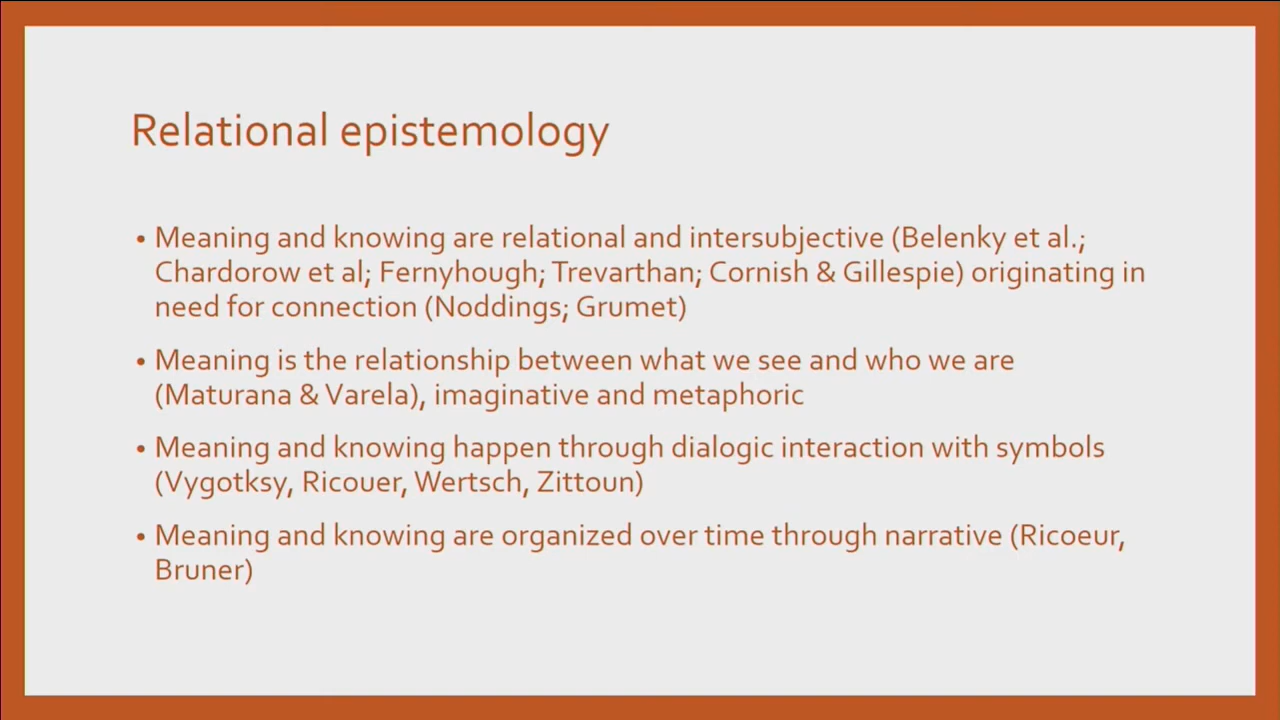 Relational epistemology
• Meaning and knowing are relational and intersubjective (Belenky et al.;
Chardorow et al; Fernyhough; Trevarthan; Cornish & Gillespie) originating in
need for connection (Noddings; Grumet)
• Meaning is the relationship between what we see and who we are
(Maturana & Varela), imaginative and metaphoric
• Meaning and knowing happen through dialogic interaction with symbols
(Vygotksy, Ricouer, Wertsch, Zittoun)
• Meaning and knowing are organized over time through narrative (Ricoeur,
Bruner)